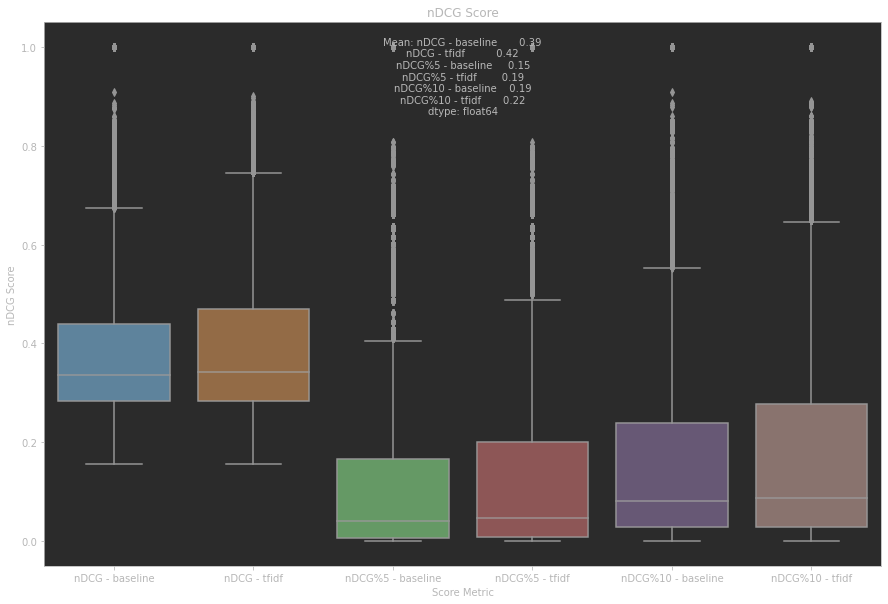 nDCG Score
Mean: nDCG - baseline 0.39
nDCG - tfidf 0.42
nDCG%5 - baseline 0.15
nDCG%5 - tfidf 0.19
nDCG%10 - baseline 0.19
nDCG%10 - tfidf 0.22
dtype: float64
nDCG Score
1.0
0.8
0.6
0.4
0.2
0.0
nDCG - baseline nDCG - tfidf nDCG%5 - baseline nDCG%5 - tfidf nDCG%10 - baseline nDCG%10 - tfidf
Score Metric